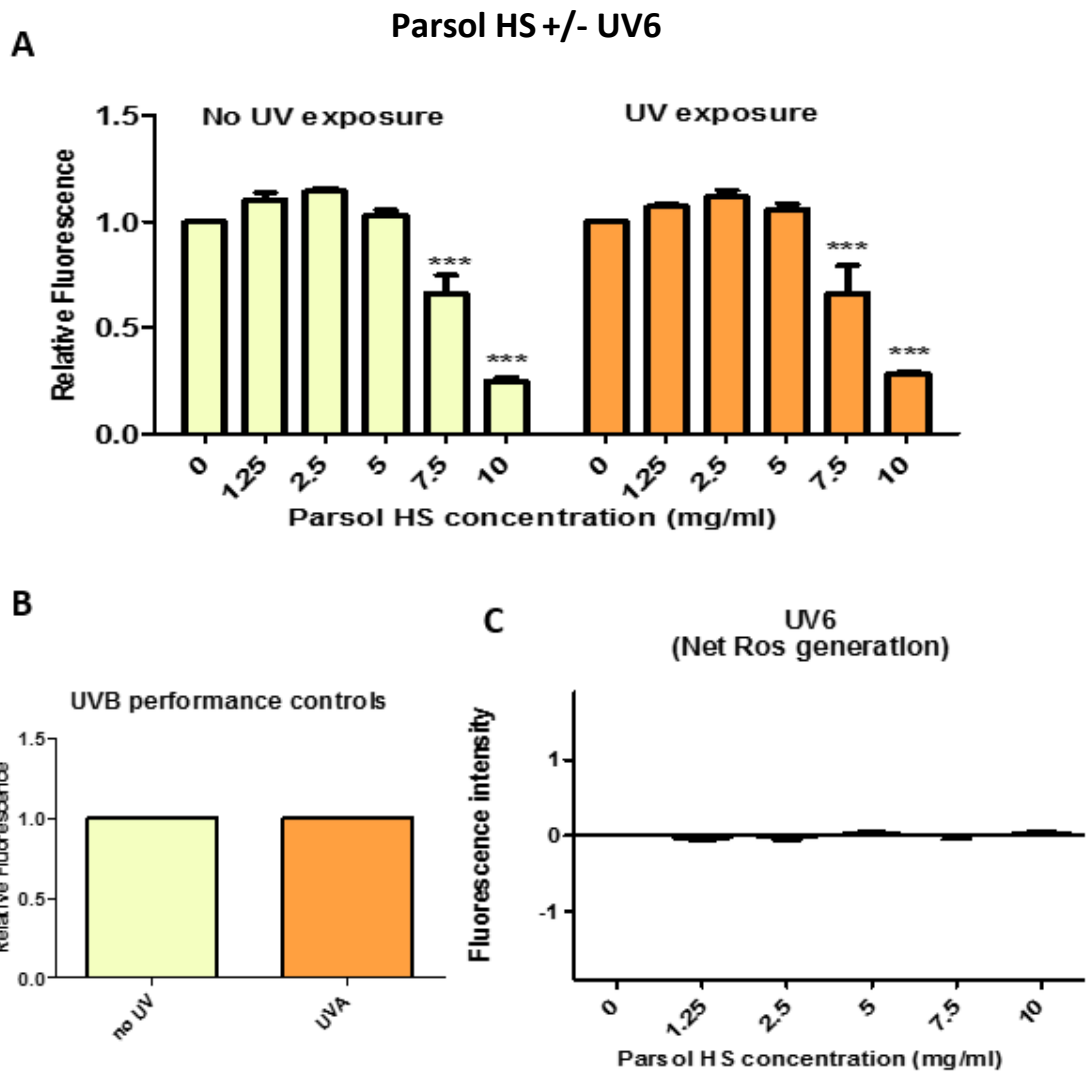 Parsol HS +/- UV6
A
No UV exposure
UV exposure
Relative Fluorescence
1.5
1.0
0.5
0.0
***
***
***
***
0 1.25 2.5 5 7.5 10 0 1.25 2.5 5 7.5 10
Parsol HS concentration (mg/ml)
B
UVB performance controls
Relative Fluorescence
1.5
1.0
0.5
0.0
no UV UVA
C
UV6
(Net Ros generation)
Fluorescence intensity
1
0
-1
0 1.25 2.5 5 7.5 10
Parsol HS concentration (mg/ml)